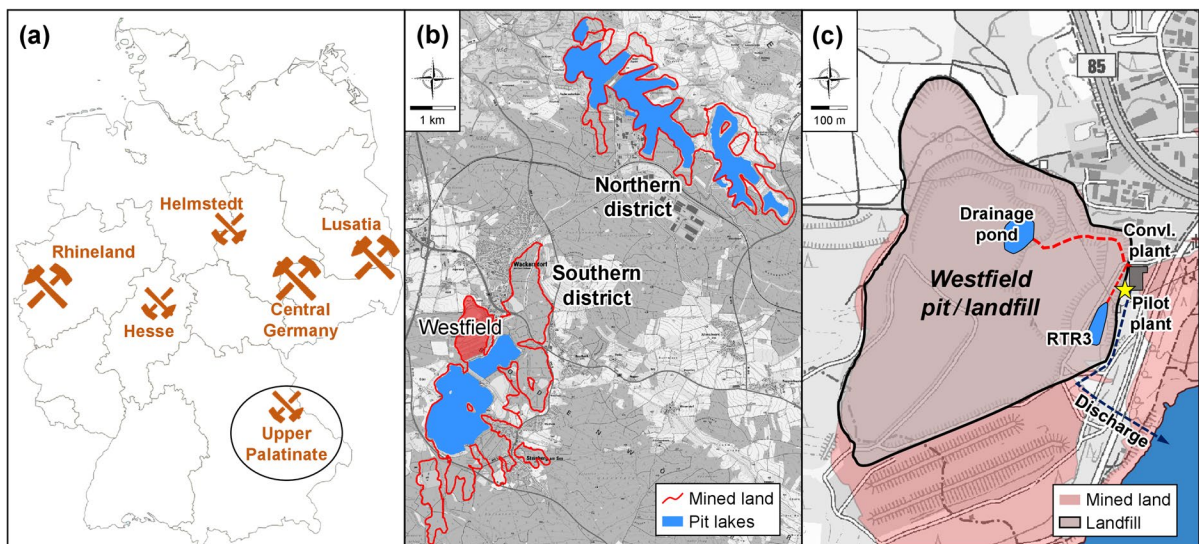 (a)
Helmstedt
Lusatia
Rhineland
Hesse
Central
Germany
Upper
Palatinate
(b)
1 km
Northern
district
Wackersdorf
Southern
district
Westfield
Mined land
Pit lakes
(c)
100 m
85
Drainage
pond
Convl.
plant
Westfield
pit / landfill
Pilot
plant
RTR3
Discharge
Mined land
Landfill